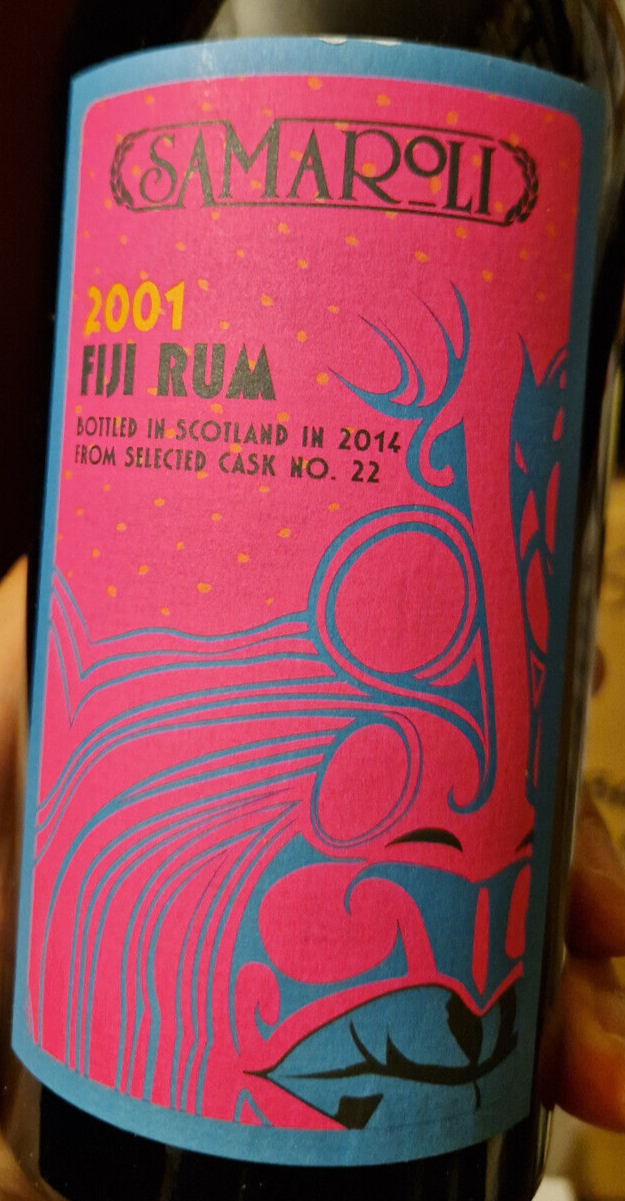 SAMAROLI
2001
FIJI RUM
BOTTLED IN SCOTLAND IN 2014
FROM SELECTED CASK NO. 22